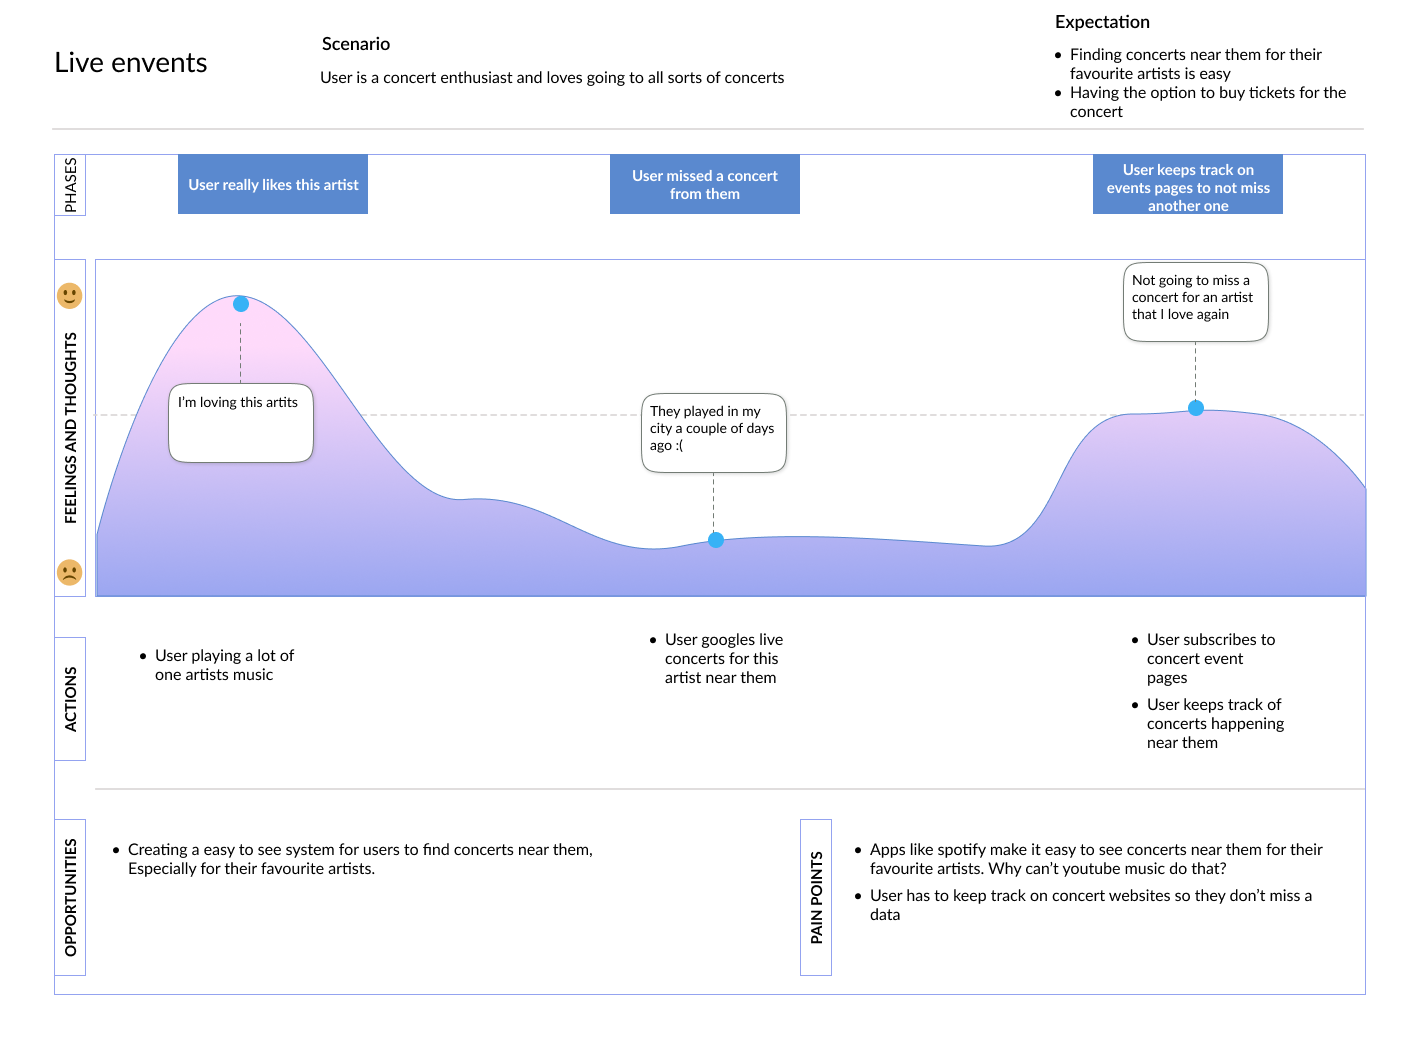 Live envents
Scenario
User is a concert enthusiast and loves going to all sorts of concerts
Expectation
• Finding concerts near them for their
favourite artists is easy
• Having the option to buy tickets for the
concert
PHASES
User really likes this artist
User missed a concert
from them
User keeps track on
events pages to not miss
another one
FEELINGS AND THOUGHTS
I'm loving this artits
They played in my
city a couple of days
ago :(
Not going to miss a
concert for an artist
that I love again
ACTIONS
• User playing a lot of
one artists music
• User googles live
concerts for this
artist near them
• User subscribes to
concert event
pages
• User keeps track of
concerts happening
near them
OPPORTUNITIES
• Creating a easy to see system for users to find concerts near them,
Especially for their favourite artists.
PAIN POINTS
• Apps like spotify make it easy to see concerts near them for their
favourite artists. Why can't youtube music do that?
• User has to keep track on concert websites so they don't miss a
data